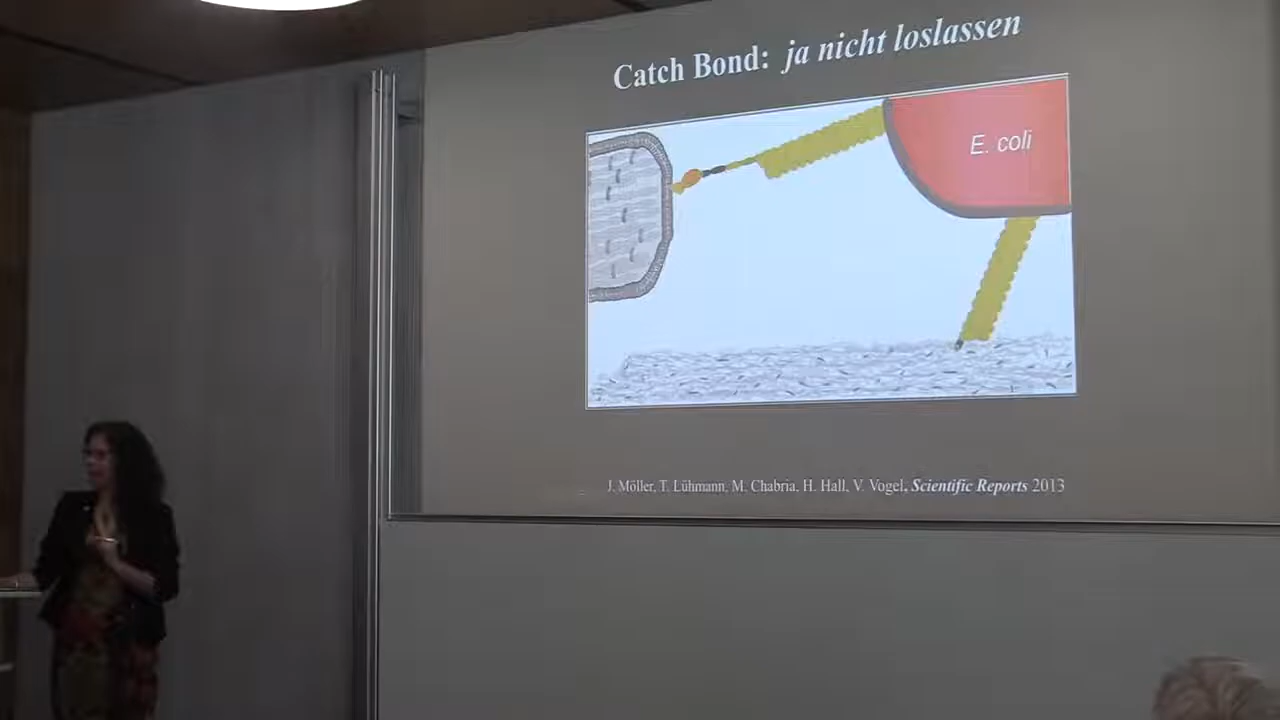 Catch Bond: ja nicht loslassen
E. coli
J. Möller, T. Lühmann, M. Chabria, H. Hall, V. Vogel, Scientific Reports 2013